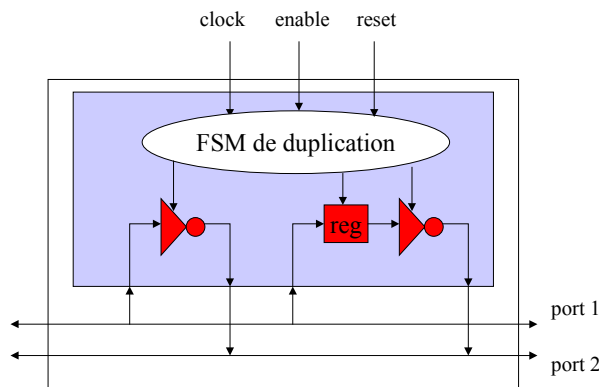 clock enable reset
FSM de duplication
reg
port 1
port 2